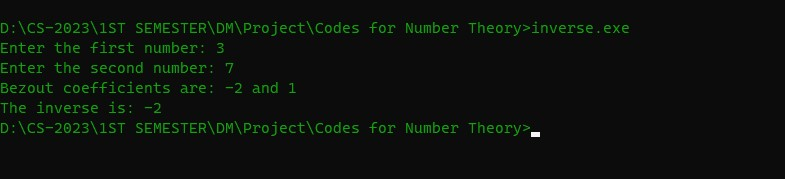 D:\CS-2023\1ST SEMESTER\DM\Project\Codes for Number Theory>inverse.exe
Enter the first number: 3
Enter the second number: 7
Bezout coefficients are: -2 and 1
The inverse is: -2
D:\CS-2023\1ST SEMESTER\DM\Project\Codes for Number Theory>